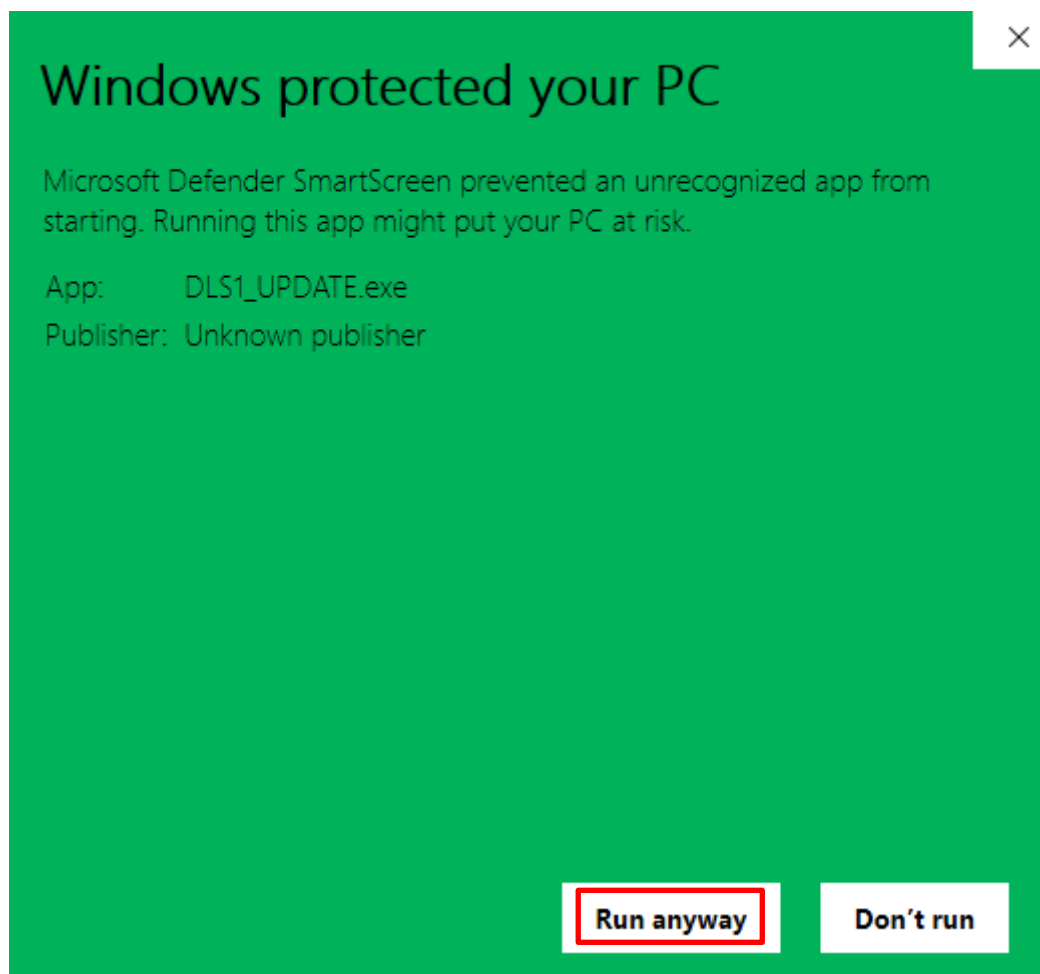 Windows protected your PC
Microsoft Defender SmartScreen prevented an unrecognized app from
starting. Running this app might put your PC at risk.
App: DLS1_UPDATE.exe
Publisher: Unknown publisher
Run anyway Don’t run